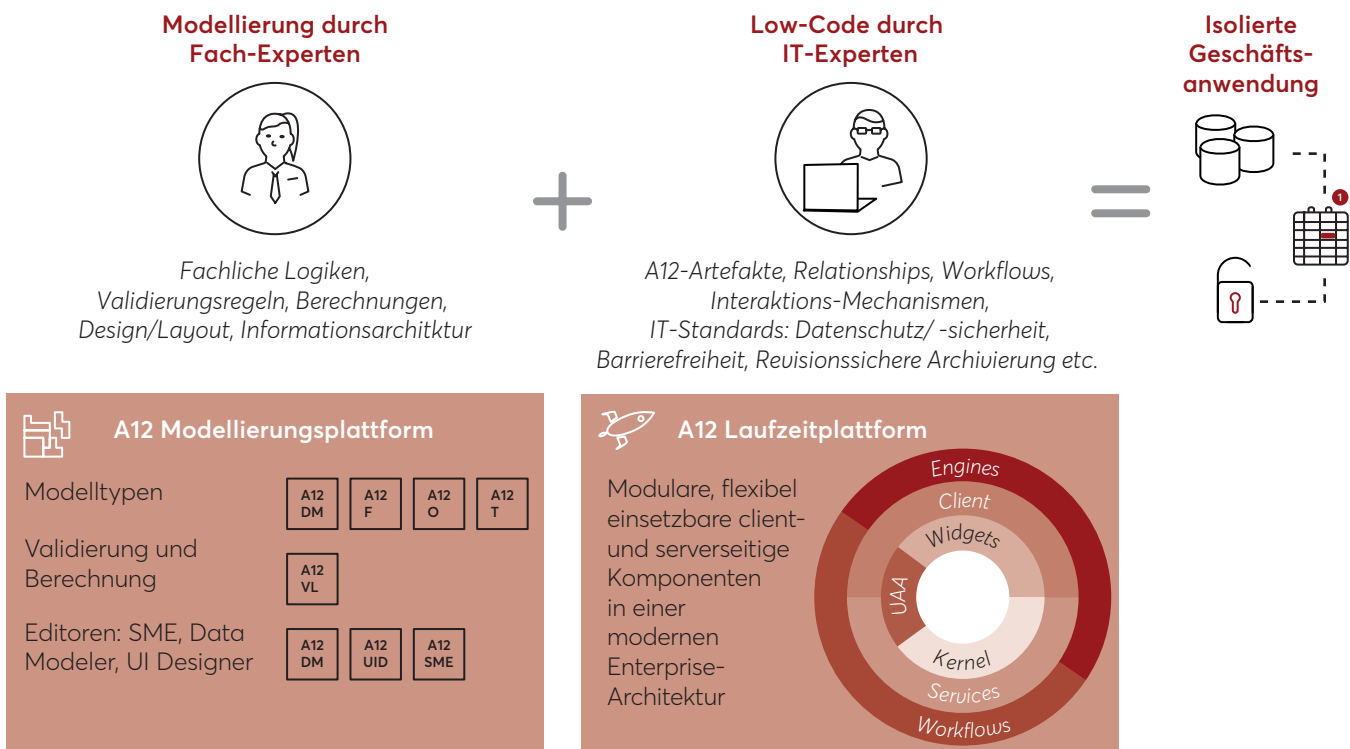 Modellierung durch
Fach-Experten
Low-Code durch
IT-Experten
Isolierte
Geschäfts-
anwendung
1
Fachliche Logiken,
Validierungsregeln, Berechnungen,
Design/Layout, Informationsarchitktur
A12-Artefakte, Relationships, Workflows,
Interaktions-Mechanismen,
IT-Standards: Datenschutz/ -sicherheit,
Barrierefreiheit, Revisionssichere Archivierung etc.
A12 Modellierungsplattform
Modelltypen
A12
DM
A12
F
A12
O
A12
T
Validierung und
Berechnung
A12
VL
Editoren: SME, Data
Modeler, UI Designer
A12
DM
A12
UID
A12
SME
A12 Laufzeitplattform
Modulare, flexibel
einsetzbare client-
und serverseitige
Komponenten
in einer
modernen
Enterprise-
Architektur
Engines
Client
Widgets
UAA
Kernel
Services
Workflows